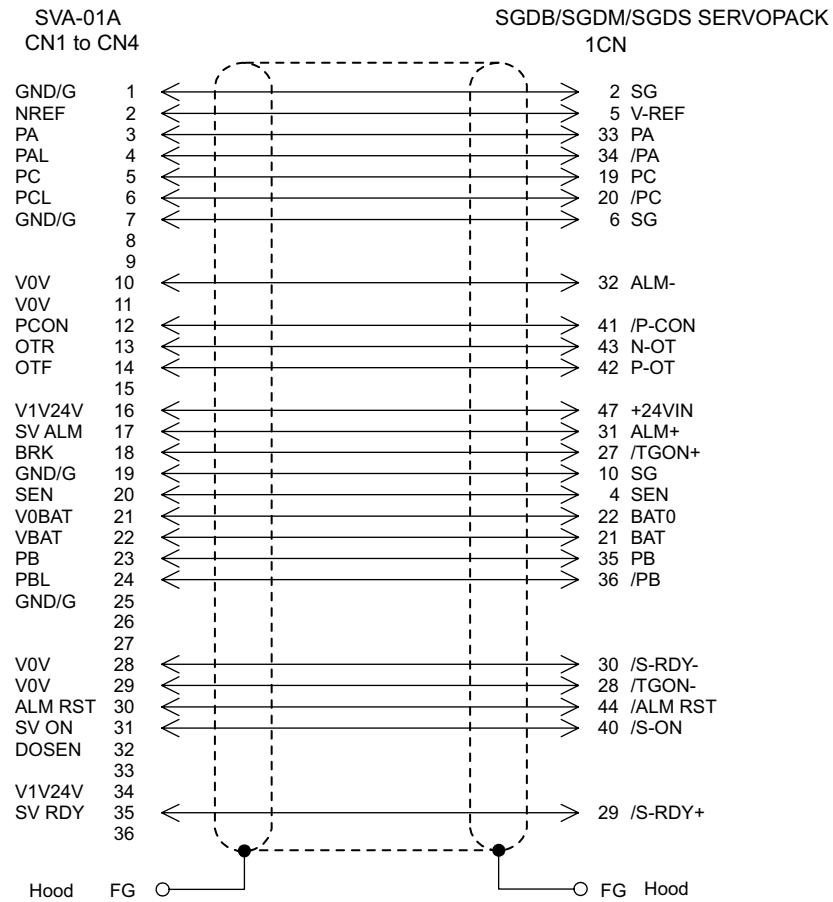 SVA-01A SGDB/SGDM/SGDS SERVOPACK
CN1 to CN4 1CN
GND/G 1 2 SG
NREF 2 5 V-REF
PA 3 33 PA
PAL 4 34 /PA
PC 5 19 PC
PCL 6 20 /PC
GND/G 7 6 SG
8
9
V0V 10 32 ALM-
V0V 11
PCON 12 41 /P-CON
OTR 13 43 N-OT
OTF 14 42 P-OT
15
V1V24V 16 47 +24VIN
SV ALM 17 31 ALM+
BRK 18 27 /TGON+
GND/G 19 10 SG
SEN 20 4 SEN
V0BAT 21 22 BAT0
VBAT 22 21 BAT
PB 23 35 PB
PBL 24 36 /PB
GND/G 25
26
27
V0V 28 30 /S-RDY-
V0V 29 28 /TGON-
ALM RST 30 44 /ALM RST
SV ON 31 40 /S-ON
DOSEN 32
33
V1V24V 34
SV RDY 35 29 /S-RDY+
36
Hood FG FG Hood